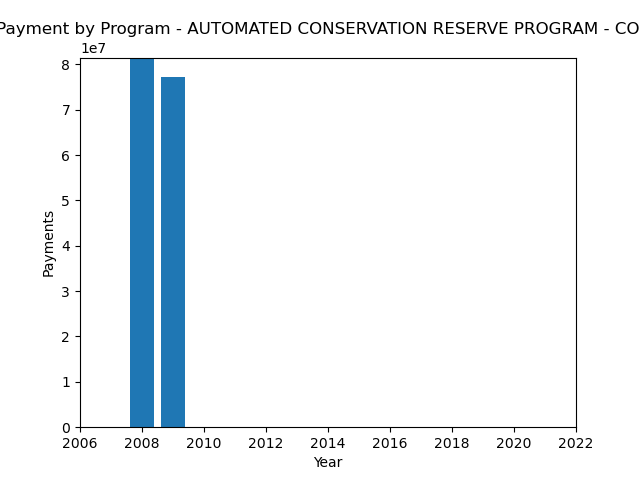 Payment by Program - AUTOMATED CONSERVATION RESERVE PROGRAM - CO
1e7
8
7
6
5
4
3
2
1
0
Payments
2006 2008 2010 2012 2014 2016 2018 2020 2022
Year